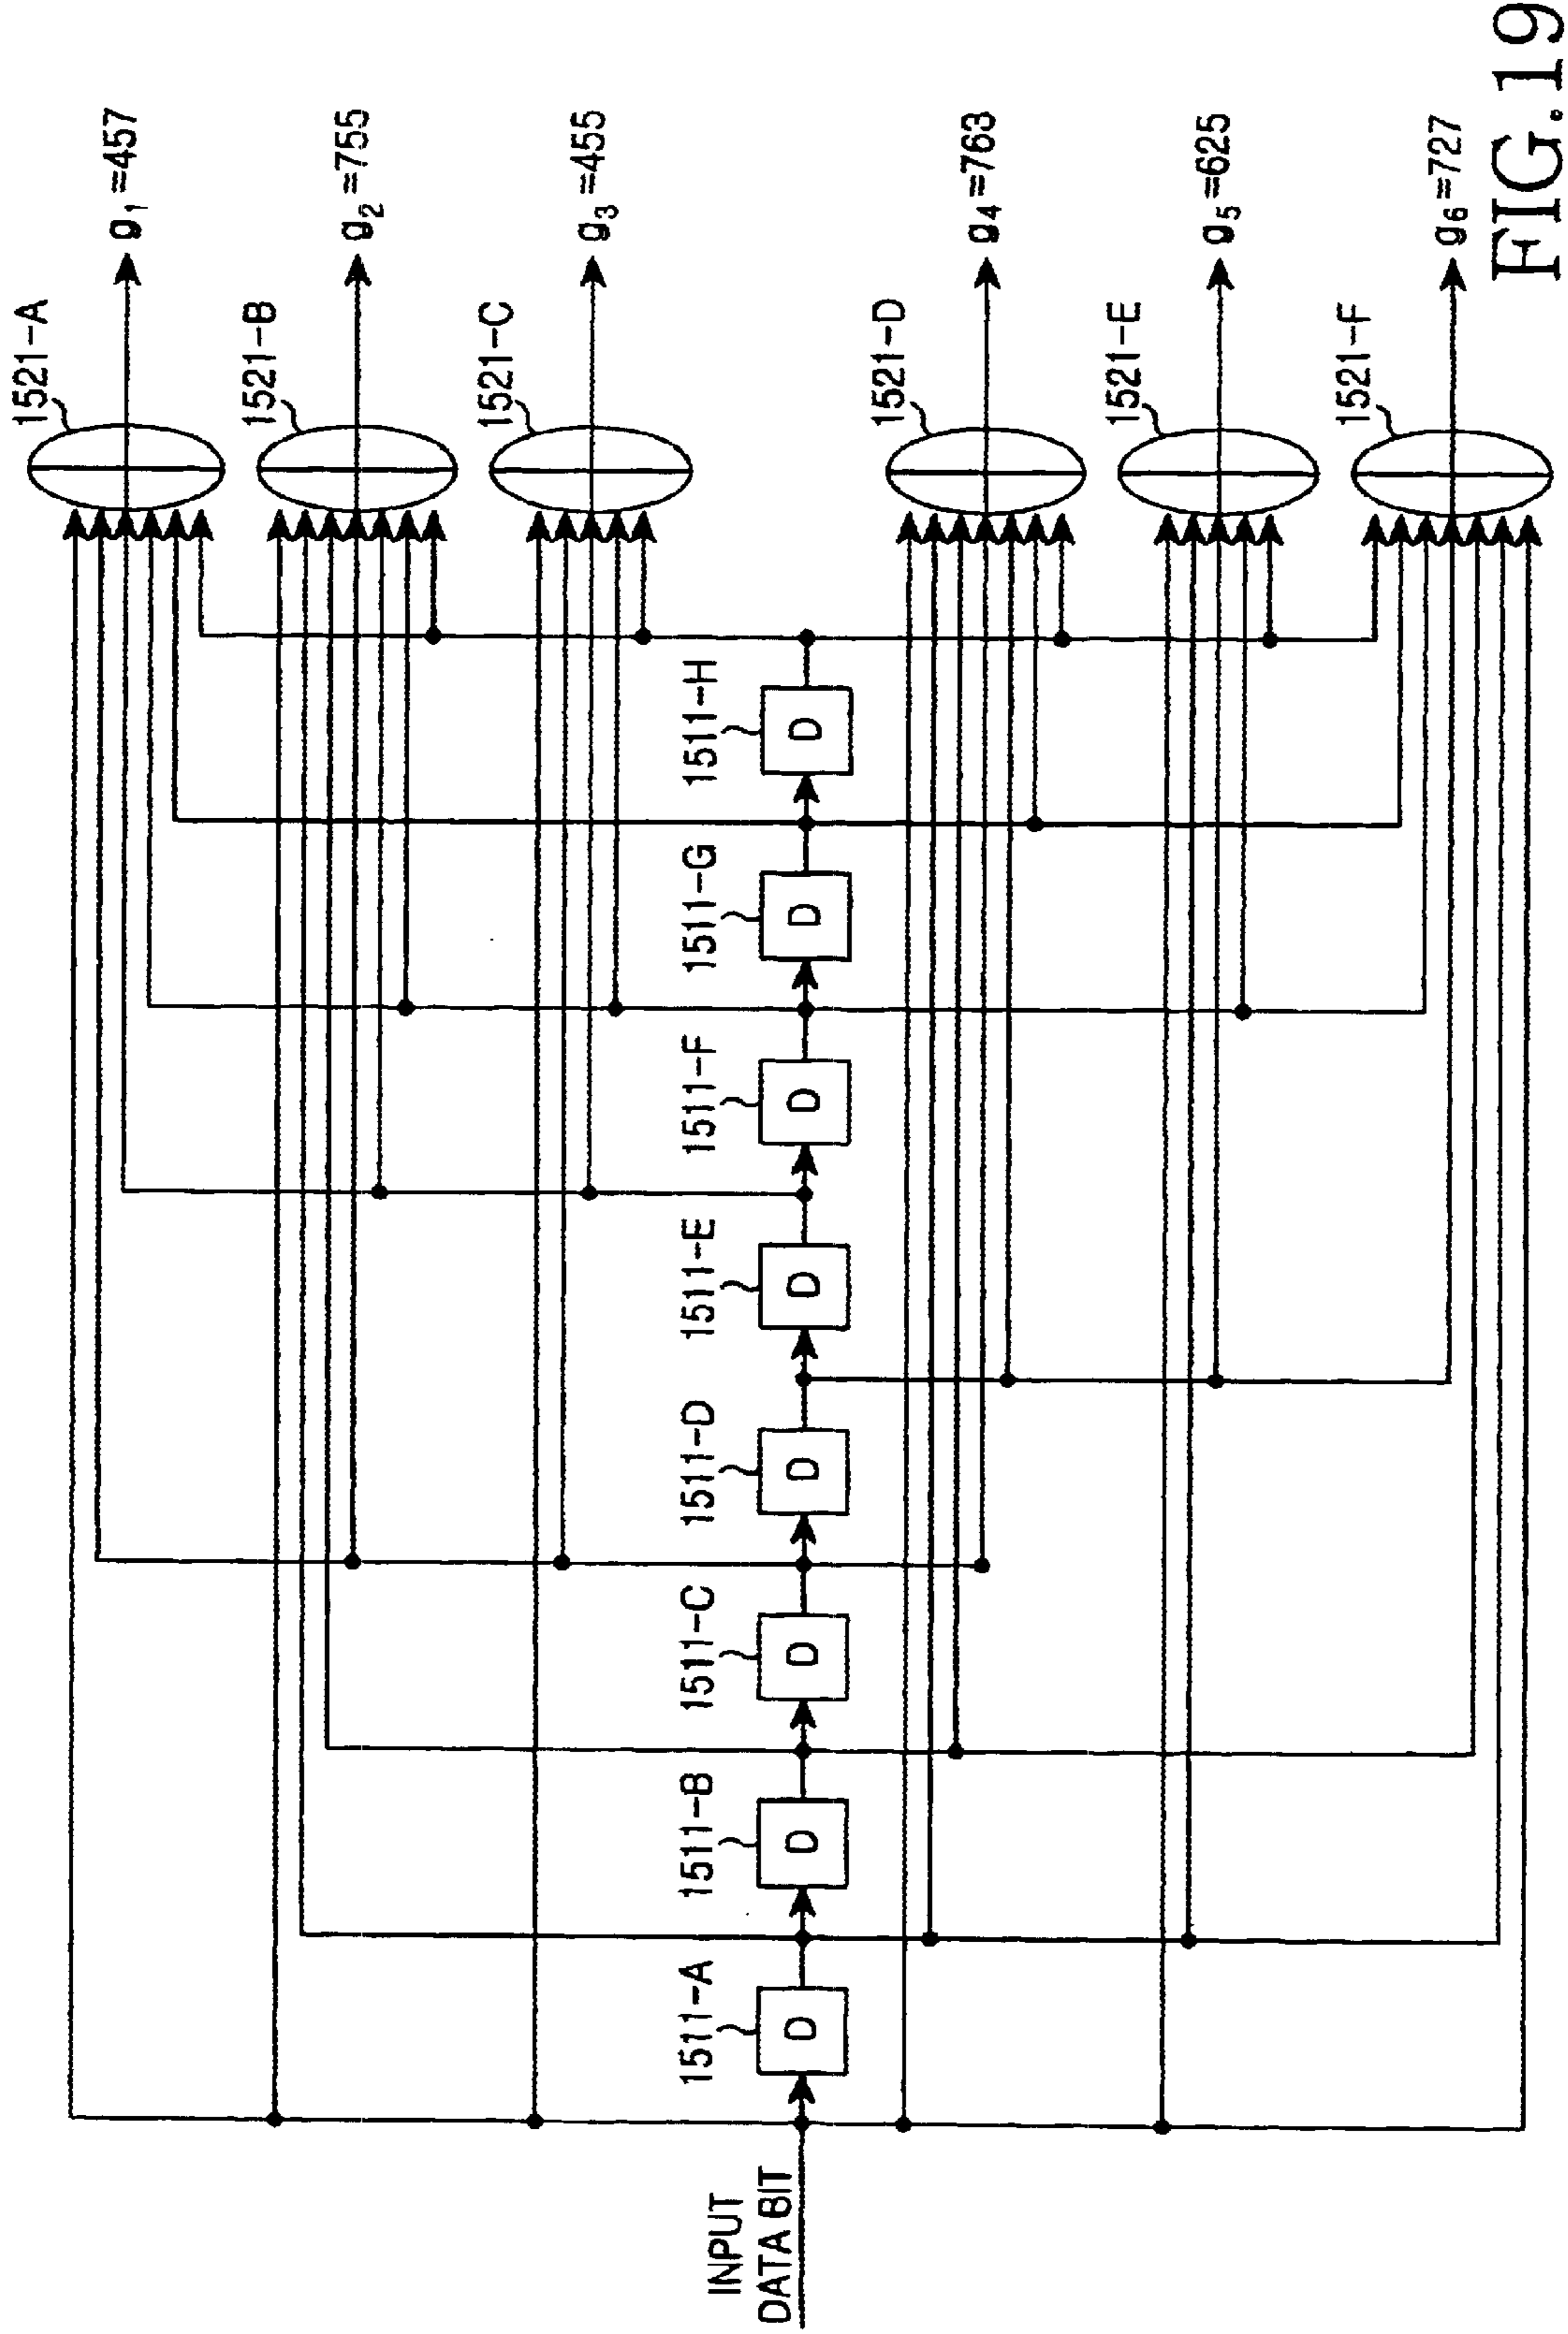 1521-A
g1 =457
1521-B
g2 =755
1521-C
g3 =455
1511-A
D
1511-B
D
1511-C
D
1511-D
D
1511-E
D
1511-F
D
1511-G
D
1511-H
D
INPUT
DATA BIT
1521-D
g4=763
1521-E
g5=625
1521-F
g6=727
FIG.19